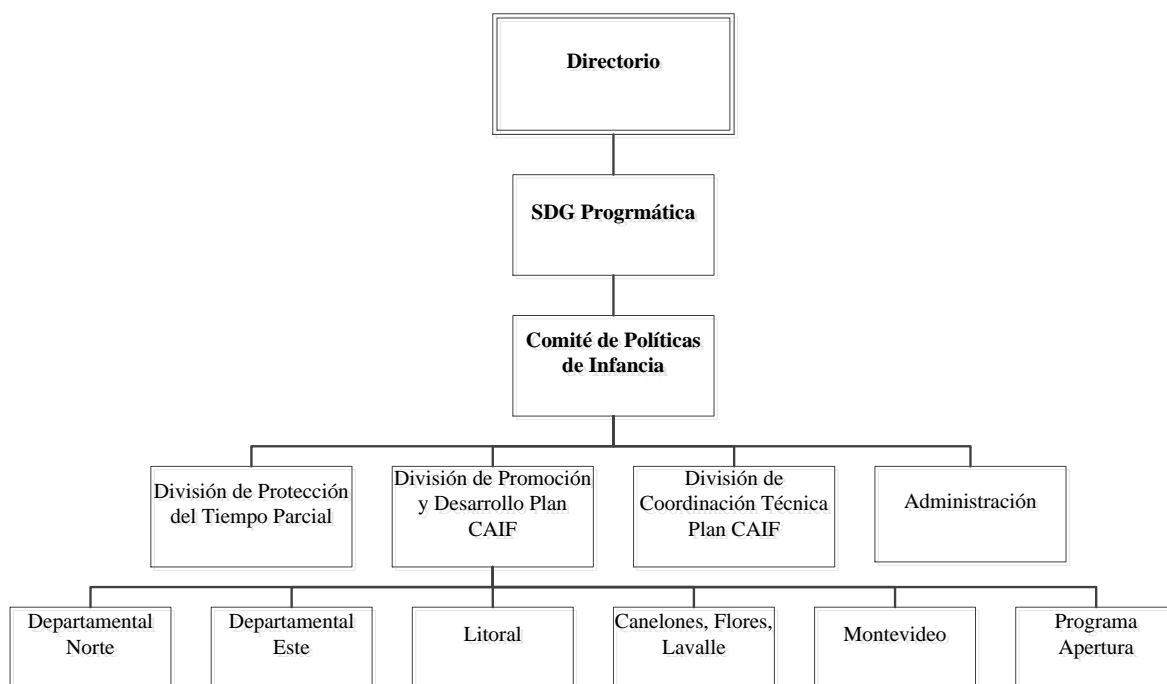 Directorio
SDG Progrmática
Comité de Políticas
de Infancia
División de Protección
del Tiempo Parcial
División de Promoción
y Desarrollo Plan
CAIF
División de
Coordinación Técnica
Plan CAIF
Administración
Departamental
Norte
Departamental
Este
Litoral
Canelones, Flores,
Lavalle
Montevideo
Programa
Apertura